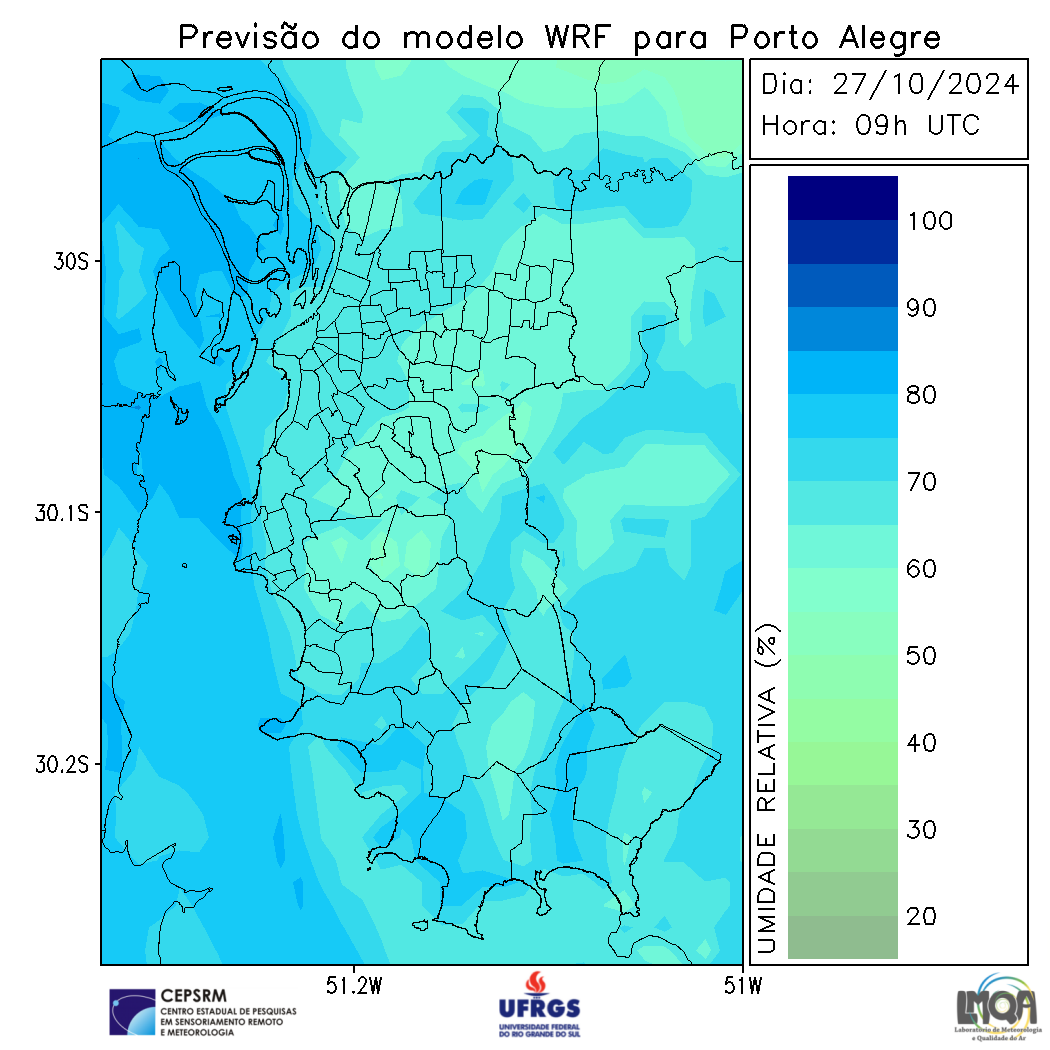 Previsão do modelo WRF para Porto Alegre
Dia: 27/10/2024
Hora: 09h UTC
30S
30.1S
30.2S
51.2W
51W
100
90
80
70
60
50
40
30
20
UMIDADE RELATIVA (%)
CEPSRM
CENTRO ESTADUAL DE PESQUISAS
EM SENSORIAMENTO REMOTO
E METEOROLOGIA
UFRGS
UNIVERSIDADE FEDERAL
DO RIO GRANDE DO SUL
LMQA
Laboratório de Meteorologia
e Qualidade do Ar